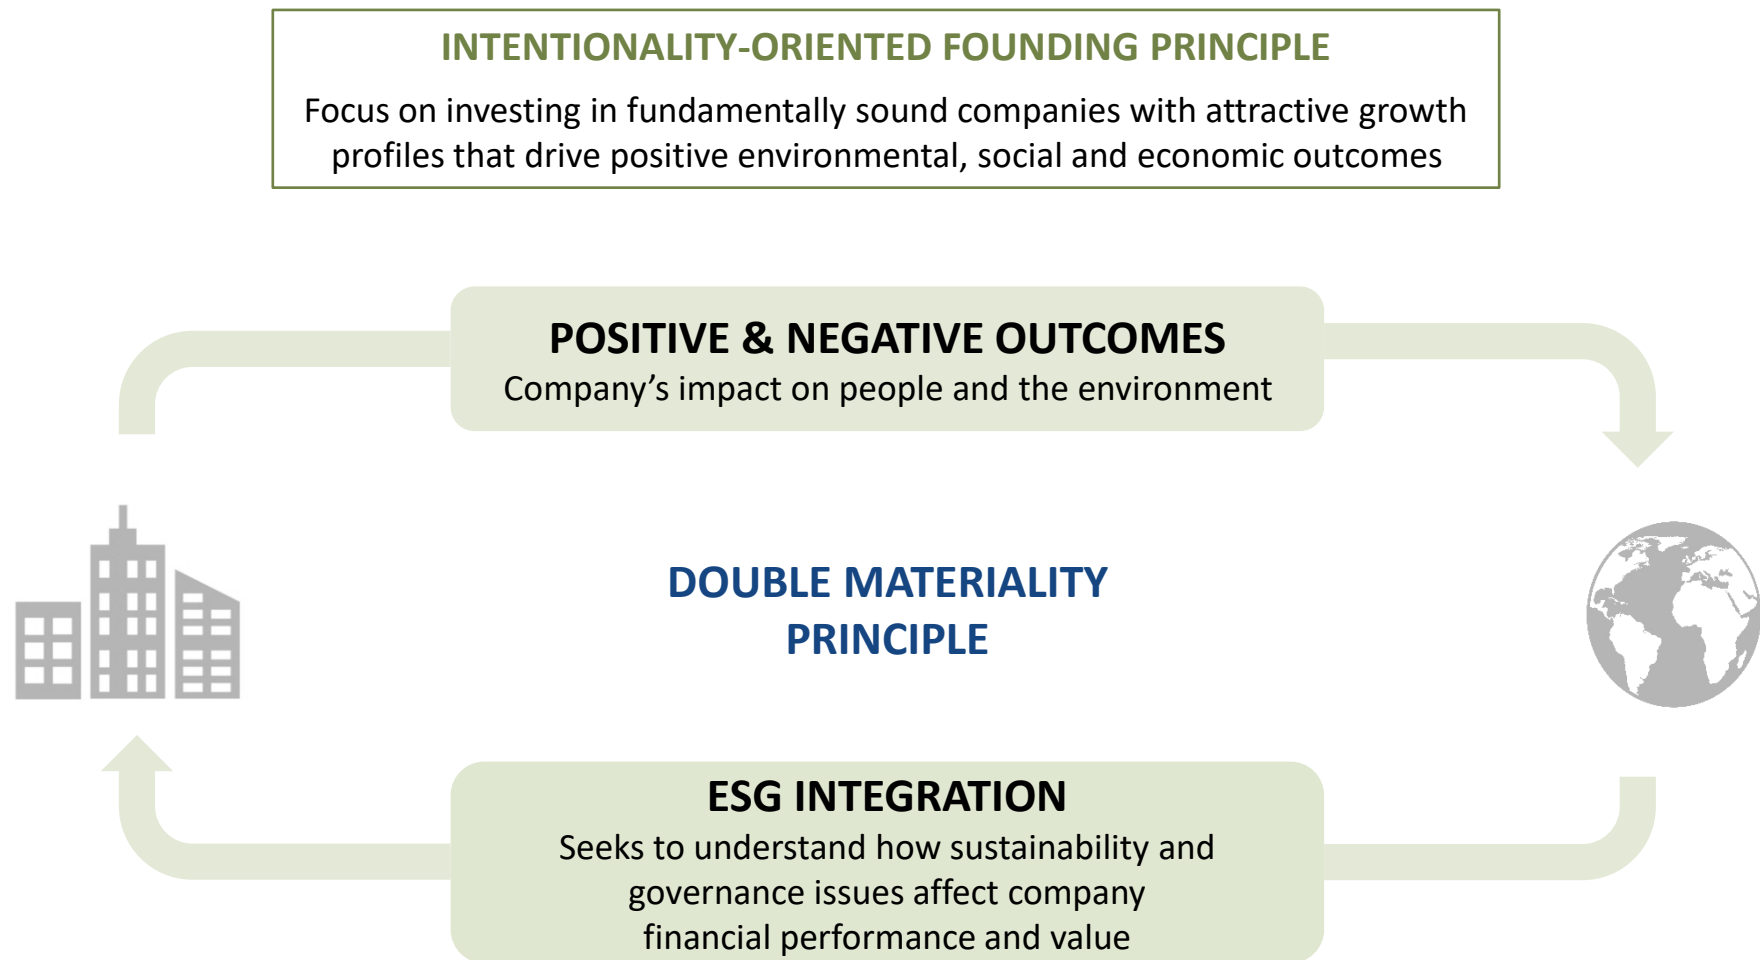 INTENTIONALITY-ORIENTED FOUNDING PRINCIPLE
Focus on investing in fundamentally sound companies with attractive growth
profiles that drive positive environmental, social and economic outcomes
POSITIVE & NEGATIVE OUTCOMES
Company’s impact on people and the environment
DOUBLE MATERIALITY
PRINCIPLE
ESG INTEGRATION
Seeks to understand how sustainability and
governance issues affect company
financial performance and value